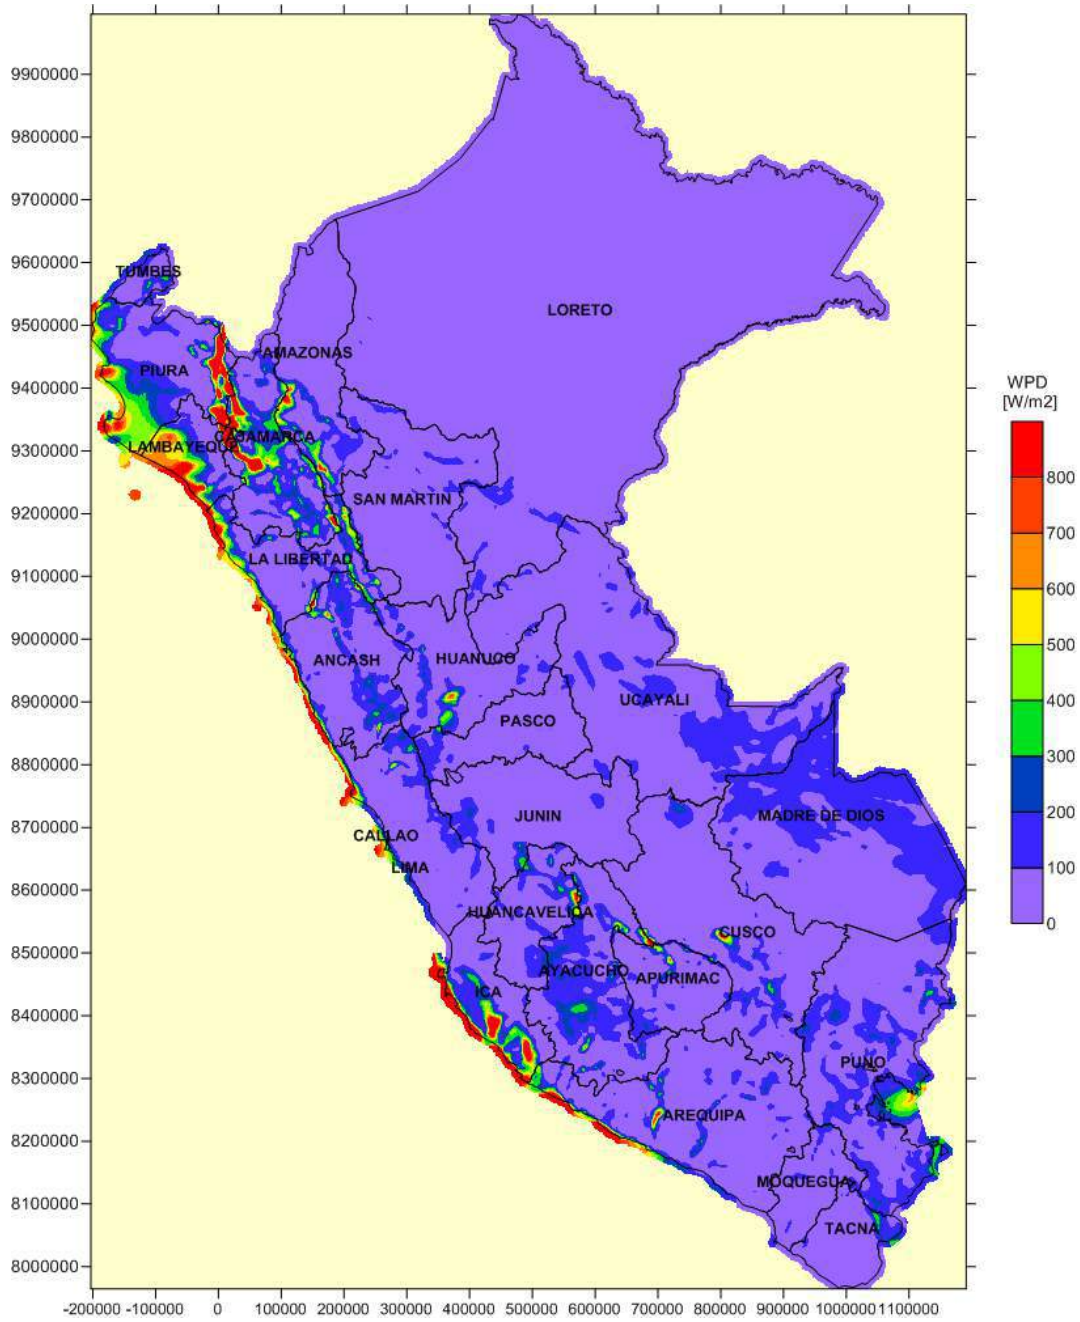 9900000
9800000
9700000
9600000
9500000
9400000
9300000
9200000
9100000
9000000
8900000
8800000
8700000
8600000
8500000
8400000
8300000
8200000
8100000
8000000
TUMBES
LORETO
AMAZONAS
PIURA
CAJAMARCA
LAMBAYEQUE
SAN MARTIN
LA LIBERTAD
ANCASH
HUANUCO
UCAYALI
PASCO
JUNIN
MADRE DE DIOS
CALLAO
LIMA
HUANCAVELICA
CUSCO
AYACUCHO
APURIMAC
ICA
PUNO
AREQUIPA
MOQUEGUA
TACNA
WPD
[W/m2]
800
700
600
500
400
300
200
100
0
-200000 -100000 0 100000 200000 300000 400000 500000 600000 700000 800000 900000 1000000 1100000